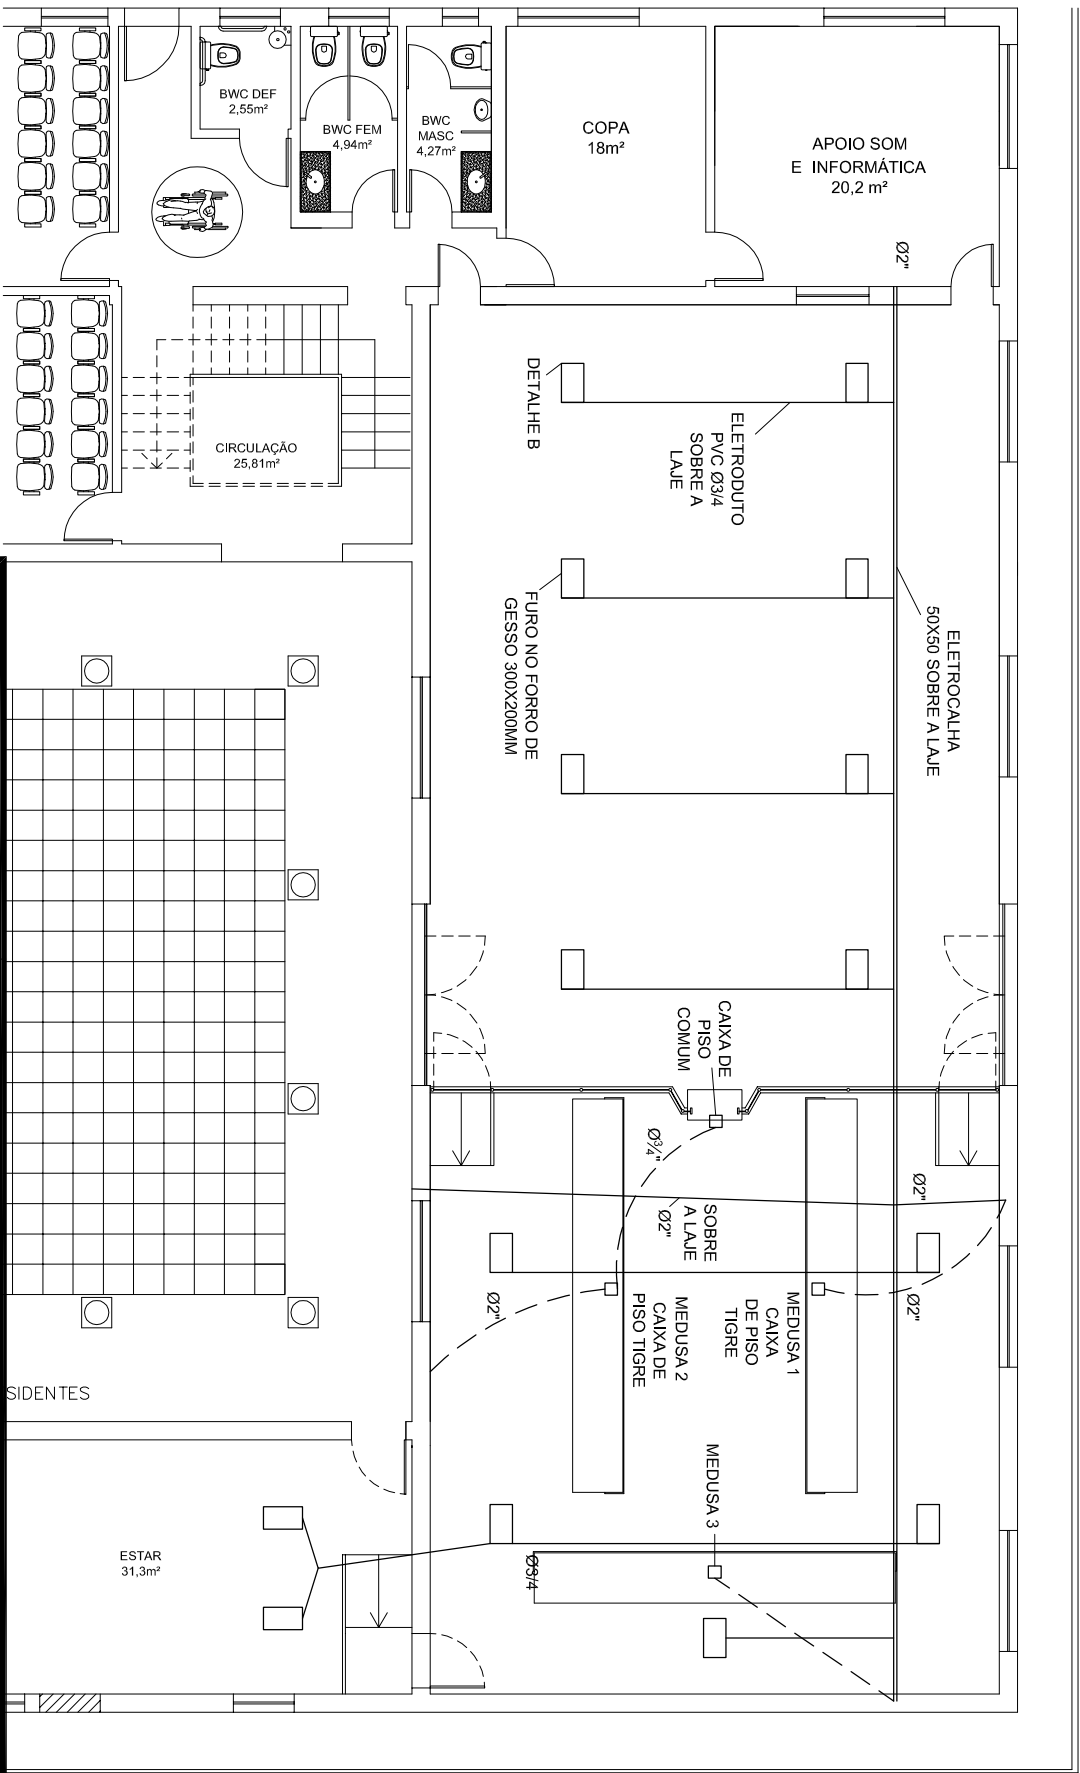 BWC DEF
2,55m²
BWC FEM
4,94m²
BWC
MASC
4,27m²
COPA
18m²
APOIO SOM
E INFORMÁTICA
20,2 m²
Ø2"
DETALHE B
ELETRODUTO
PVC Ø3/4
SOBRE A
LAJE
CIRCULAÇÃO
25,81m²
FURO NO FORRO DE
GESSO 300X200MM
ELETROCALHA
50X50 SOBRE A LAJE
CAIXA DE
PISO
COMUM
Ø¾"
SOBRE
A LAJE
Ø2"
Ø2"
Ø2"
Ø2"
MEDUSA 1
CAIXA
DE PISO
TIGRE
MEDUSA 2
CAIXA DE
PISO TIGRE
SIDENTES
MEDUSA 3
Ø3/4
ESTAR
31,3m²